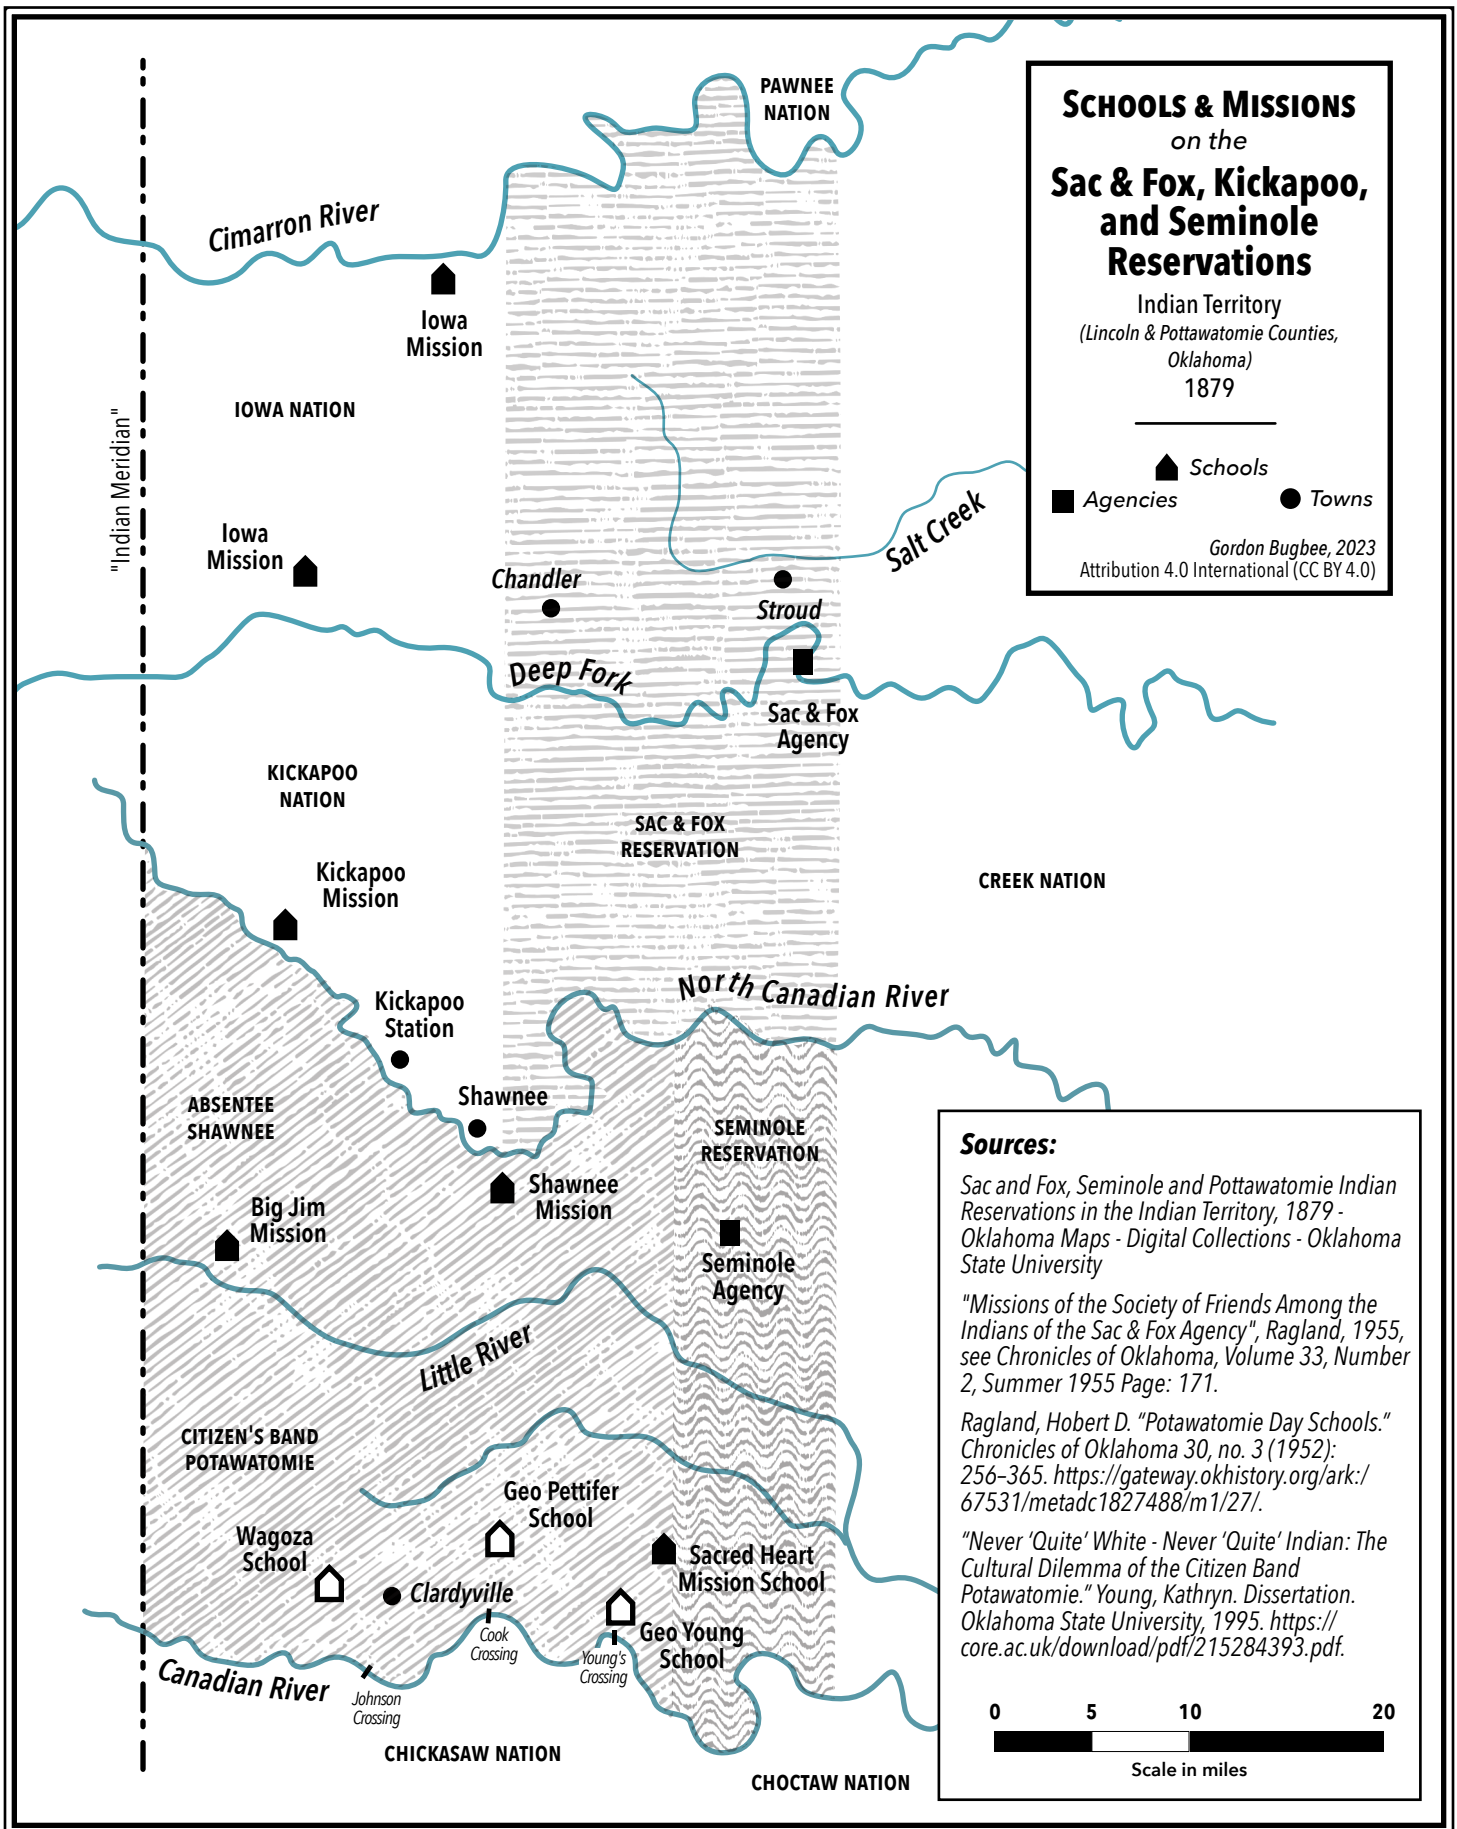 PAWNEE
NATION
SCHOOLS & MISSIONS
on the
Sac & Fox, Kickapoo,
and Seminole
Reservations
Indian Territory
(Lincoln & Pottawatomie Counties,
Oklahoma)
1879
Schools
Agencies
Towns
Gordon Bugbee, 2023
Attribution 4.0 International (CC BY 4.0)
Cimarron River
Iowa
Mission
IOWA NATION
"Indian Meridian"
Iowa
Mission
Chandler
Stroud
Salt Creek
Deep Fork
Sac & Fox
Agency
KICKAPOO
NATION
SAC & FOX
RESERVATION
CREEK NATION
Kickapoo
Mission
North Canadian River
Kickapoo
Station
Shawnee
ABSENTEE
SHAWNEE
SEMINOLE
RESERVATION
Shawnee
Mission
Big Jim
Mission
Seminole
Agency
Little River
CITIZEN'S BAND
POTAWATOMIE
Geo Pettifer
School
Wagoza
School
Sacred Heart
Mission School
Clardyville
Geo Young
School
Cook
Crossing
Young's
Crossing
Canadian River
Johnson
Crossing
CHICKASAW NATION
CHOCTAW NATION
Sources:
Sac and Fox, Seminole and Pottawatomie Indian
Reservations in the Indian Territory, 1879 -
Oklahoma Maps - Digital Collections - Oklahoma
State University
"Missions of the Society of Friends Among the
Indians of the Sac & Fox Agency", Ragland, 1955,
see Chronicles of Oklahoma, Volume 33, Number
2, Summer 1955 Page: 171.
Ragland, Hobert D. “Potawatomie Day Schools.”
Chronicles of Oklahoma 30, no. 3 (1952):
256–365. https://gateway.okhistory.org/ark:/
67531/metadc1827488/m1/27/.
“Never ‘Quite’ White - Never ‘Quite’ Indian: The
Cultural Dilemma of the Citizen Band
Potawatomie.” Young, Kathryn. Dissertation.
Oklahoma State University, 1995. https://
core.ac.uk/download/pdf/215284393.pdf.
0 5 10 20
Scale in miles